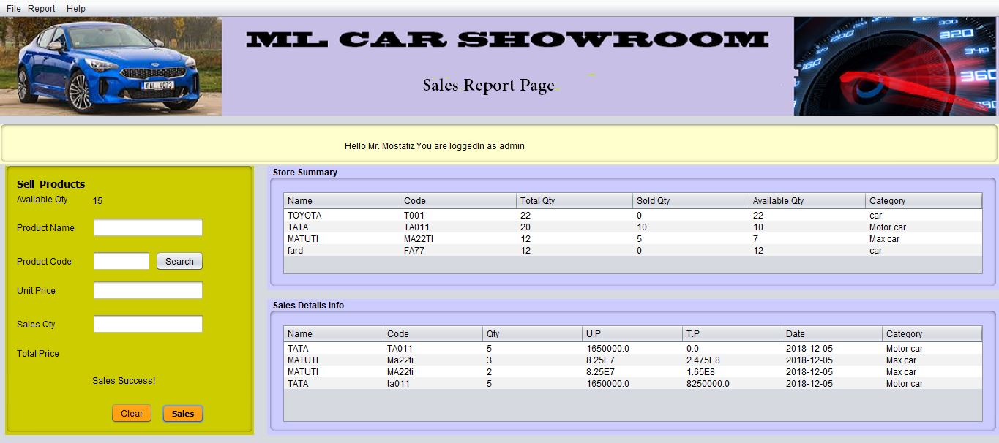 File Report Help
ML CAR SHOWROOM
Sales Report Page
6AL 4073
160 200 300 320 340 360 390
Hello Mr. Mostafiz You are loggedIn as admin
Sell Products
Available Qty 15
Product Name
Product Code Search
Unit Price
Sales Qty
Total Price
Sales Success!
Clear Sales
Store Summary
Name Code Total Qty Sold Qty Available Qty Category
TOYOTA T001 22 0 22 car
TATA TA011 20 10 10 Motor car
MATUTI MA22TI 12 5 7 Max car
fard FA77 12 0 12 car
Sales Details Info
Name Code Qty U.P T.P Date Category
TATA TA011 5 1650000.0 0.0 2018-12-05 Motor car
MATUTI Ma22ti 3 8.25E7 2.475E8 2018-12-05 Max car
MATUTI MA22ti 2 8.25E7 1.65E8 2018-12-05 Max car
TATA ta011 5 1650000.0 8250000.0 2018-12-05 Motor car